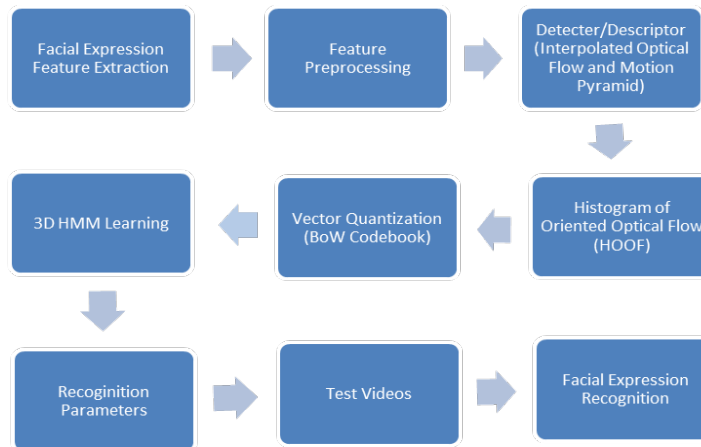 Facial Expression
Feature Extraction
Feature
Preprocessing
Detecter/Descriptor
(Interpolated Optical
Flow and Motion
Pyramid)
Histogram of
Oriented Optical Flow
(HOOF)
Vector Quantization
(BoW Codebook)
3D HMM Learning
Recoginition
Parameters
Test Videos
Facial Expression
Recognition